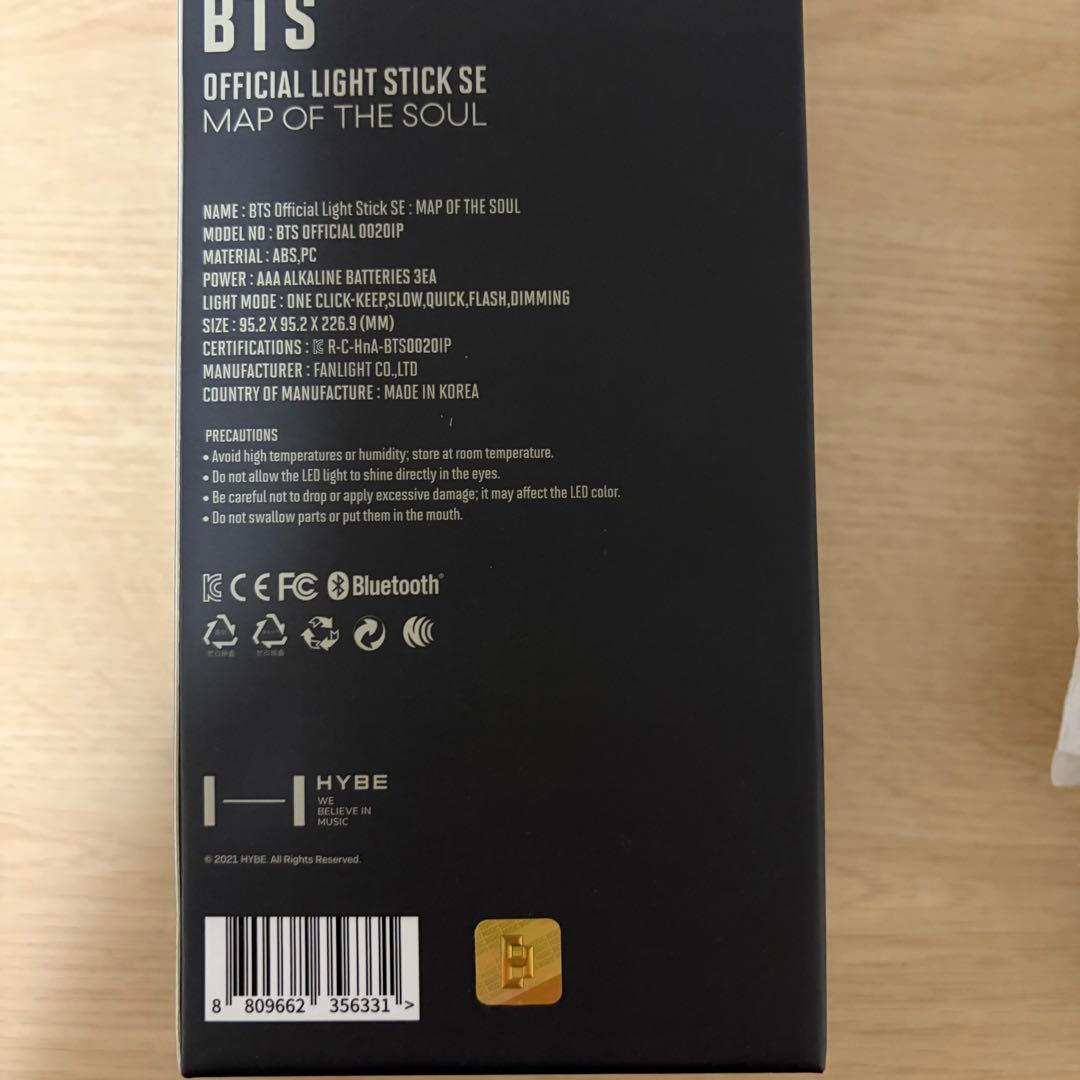 BTS
OFFICIAL LIGHT STICK SE
MAP OF THE SOUL
NAME : BTS Official Light Stick SE : MAP OF THE SOUL
MODEL NO : BTS OFFICIAL 0020IP
MATERIAL : ABS,PC
POWER : AAA ALKALINE BATTERIES 3EA
LIGHT MODE : ONE CLICK-KEEP,SLOW,QUICK,FLASH,DIMMING
SIZE : 95.2 X 95.2 X 226.9 (MM)
CERTIFICATIONS : R-C-HnA-BTS0020IP
MANUFACTURER : FANLIGHT CO.,LTD
COUNTRY OF MANUFACTURE : MADE IN KOREA
PRECAUTIONS
• Avoid high temperatures or humidity; store at room temperature.
• Do not allow the LED light to shine directly in the eyes.
• Be careful not to drop or apply excessive damage; it may affect the LED color.
• Do not swallow parts or put them in the mouth.
CE FC Bluetooth®
HYBE
WE
BELIEVE IN
MUSIC
© 2021 HYBE. All Rights Reserved.
8 809662 356331 >